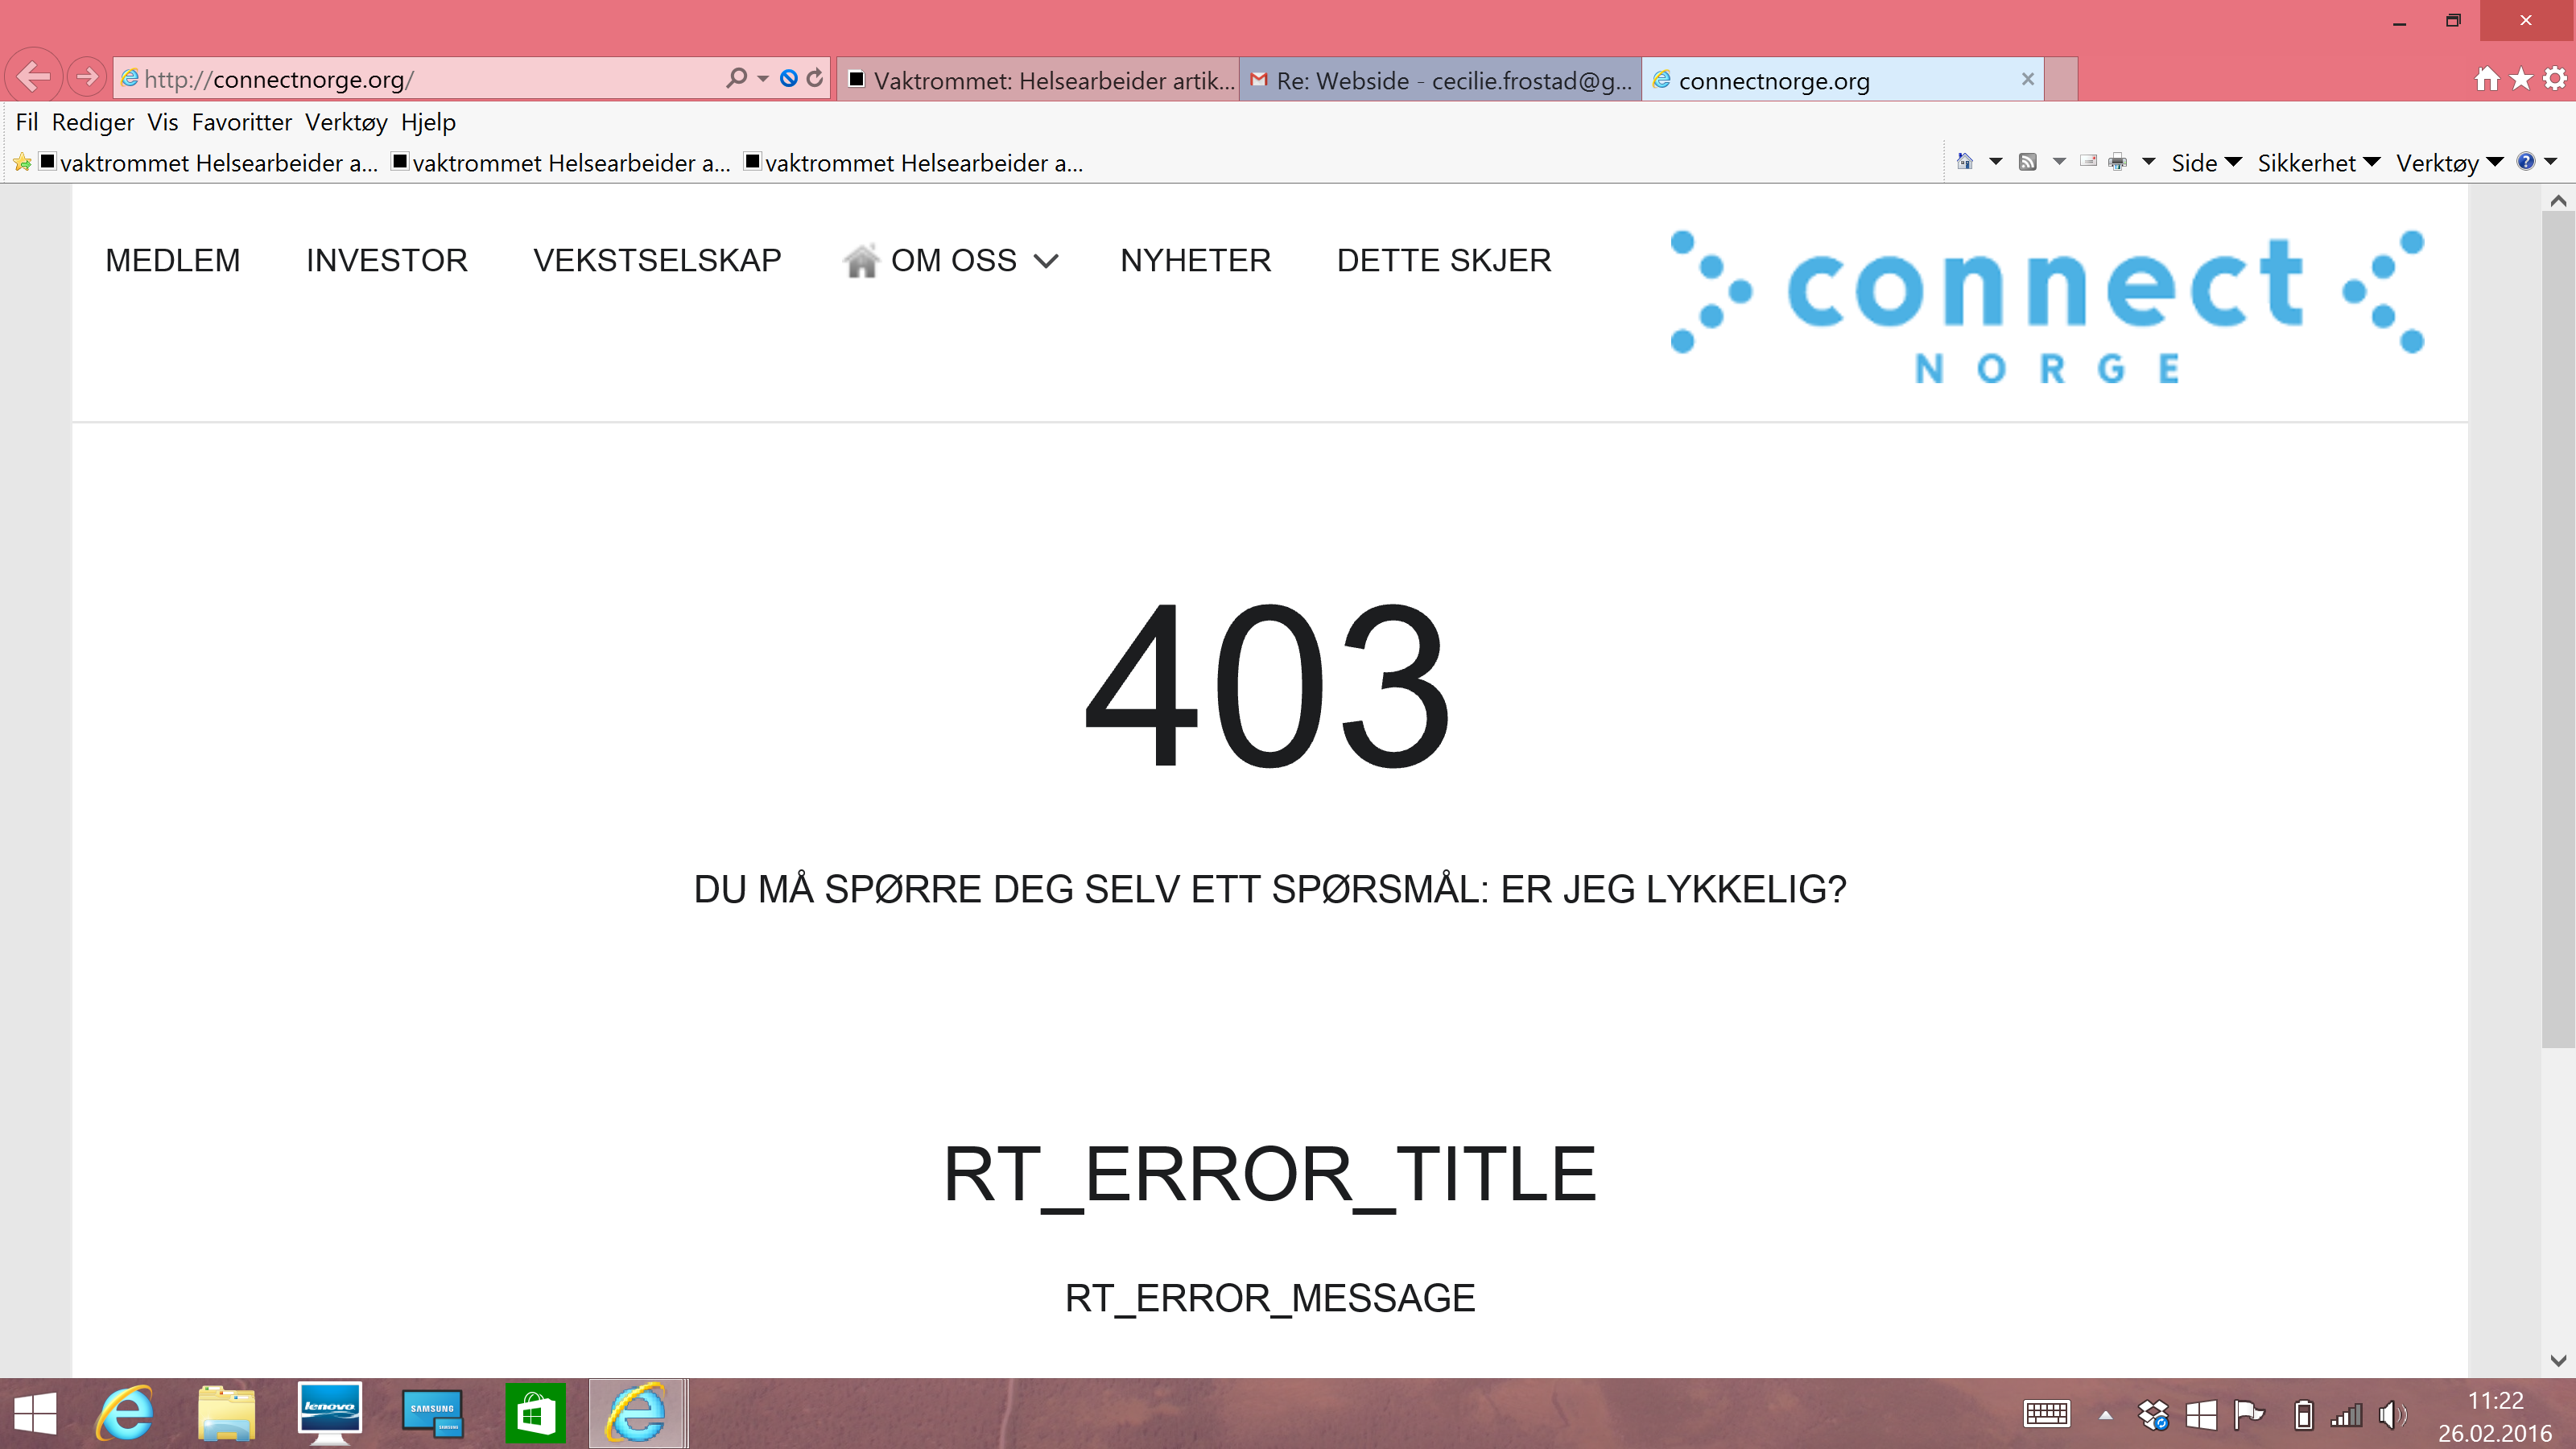 http://connectnorge.org/
Vaktrommet: Helsearbeider artik...
Re: Webside - cecilie.frostad@g...
connectnorge.org
Fil Rediger Vis Favoritter Verktøy Hjelp
vaktrommet Helsearbeider a... vaktrommet Helsearbeider a... vaktrommet Helsearbeider a...
Side Sikkerhet Verktøy
MEDLEM INVESTOR VEKSTSELSKAP OM OSS NYHETER DETTE SKJER
connect
NORGE
403
DU MÅ SPØRRE DEG SELV ETT SPØRSMÅL: ER JEG LYKKELIG?
RT_ERROR_TITLE
RT_ERROR_MESSAGE
lenovo
SAMSUNG
SAMSUNG
11:22
26.02.2016